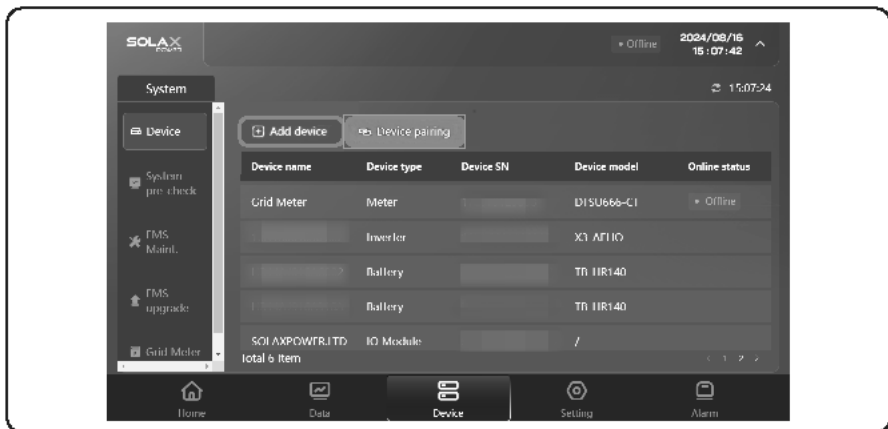 SOLAX
POWER
• Offline
2024/08/16
15:07:42
System
15:07:24
Device
Add device
Device pairing
Device name Device type Device SN Device model Online status
System
pre-check
Grid Meter Meter DTSU666-CT • Offline
EMS
Maint.
Inverter X3-AELIO
Battery TB-HR140
EMS
upgrade
Battery TB-HR140
SOLAXPOWER.LTD IO Module /
Grid Meter
Total 6 Item
< 1 2 >
Home Data Device Setting Alarm